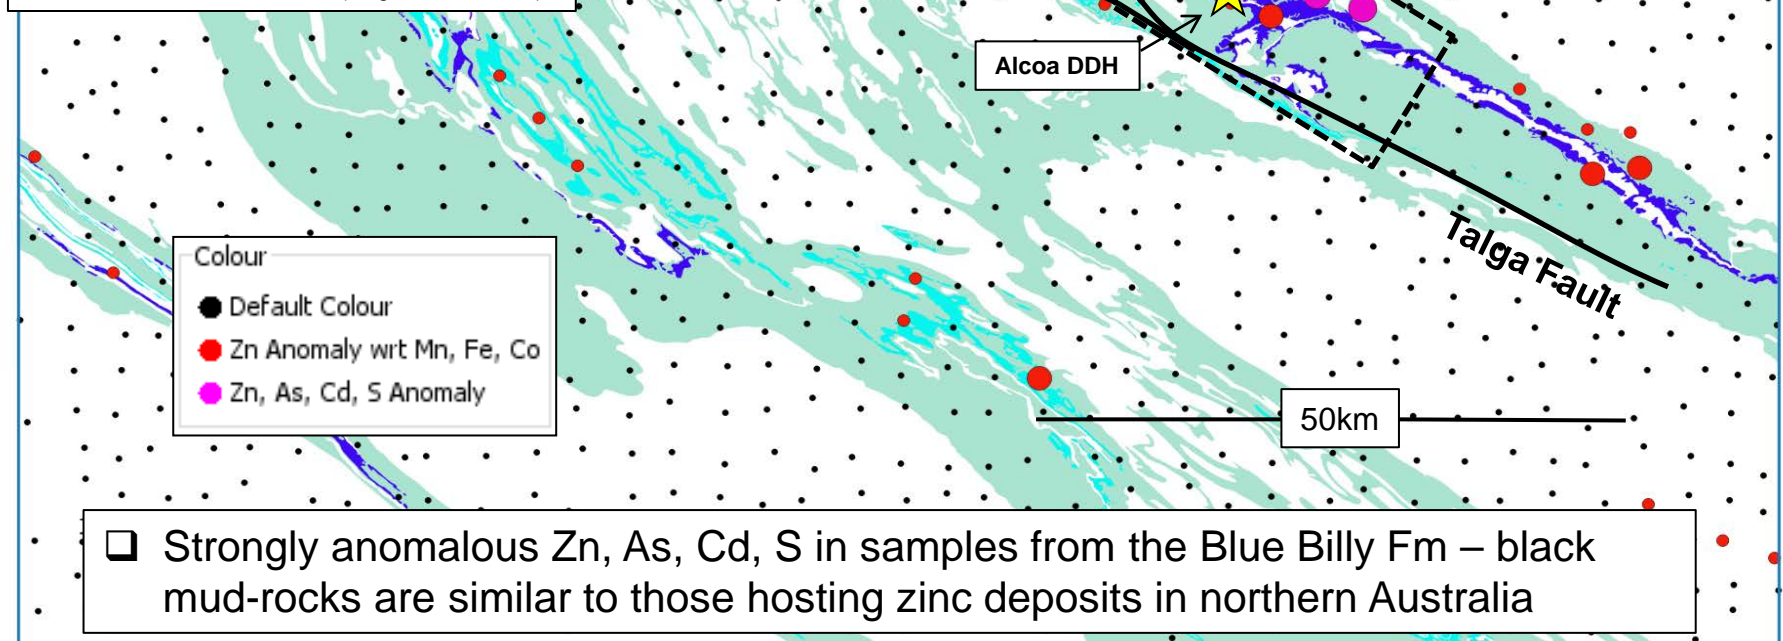 Alcoa DDH
Talga Fault
Colour
Default Colour
Zn Anomaly wrt Mn, Fe, Co
Zn, As, Cd, S Anomaly
50km
❑ Strongly anomalous Zn, As, Cd, S in samples from the Blue Billy Fm – black
mud-rocks are similar to those hosting zinc deposits in northern Australia